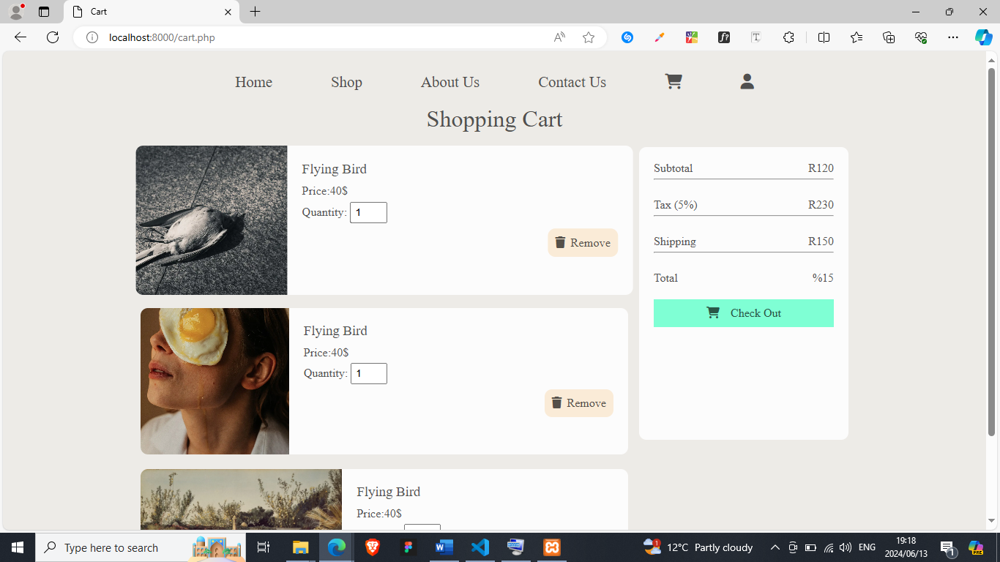 Cart
localhost:8000/cart.php
Home Shop About Us Contact Us
Shopping Cart
Flying Bird
Price:40$
Quantity: 1
Remove
Flying Bird
Price:40$
Quantity: 1
Remove
Flying Bird
Price:40$
Subtotal R120
Tax (5%) R230
Shipping R150
Total %15
Check Out
Type here to search
1
12°C Partly cloudy
ENG
19:18
2024/06/13
1
PRE